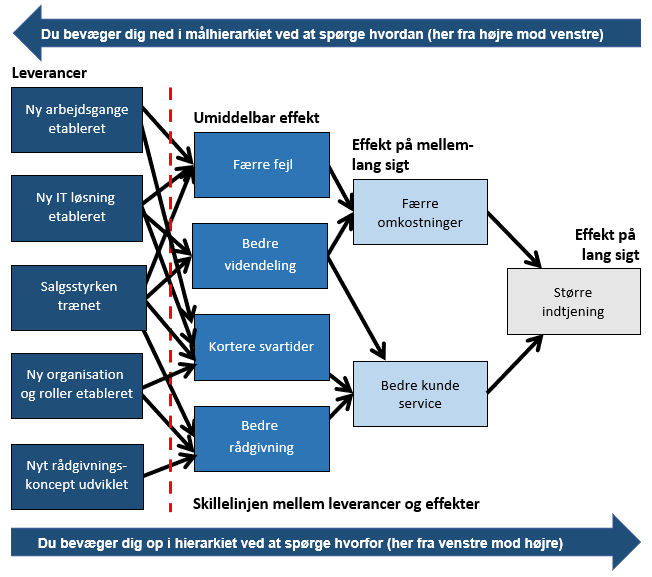 Du bevæger dig ned i målhierarkiet ved at spørge hvordan (her fra højre mod venstre)
Leverancer
Ny arbejdsgange
etableret
Ny IT løsning
etableret
Salgsstyrken
trænet
Ny organisation
og roller etableret
Nyt rådgivnings-
koncept udviklet
Umiddelbar effekt
Færre fejl
Bedre
videndeling
Kortere svartider
Bedre
rådgivning
Effekt på mellem-
lang sigt
Færre
omkostninger
Bedre kunde
service
Effekt på
lang sigt
Større
indtjening
Skillelinjen mellem leverancer og effekter
Du bevæger dig op i hierarkiet ved at spørge hvorfor (her fra venstre mod højre)